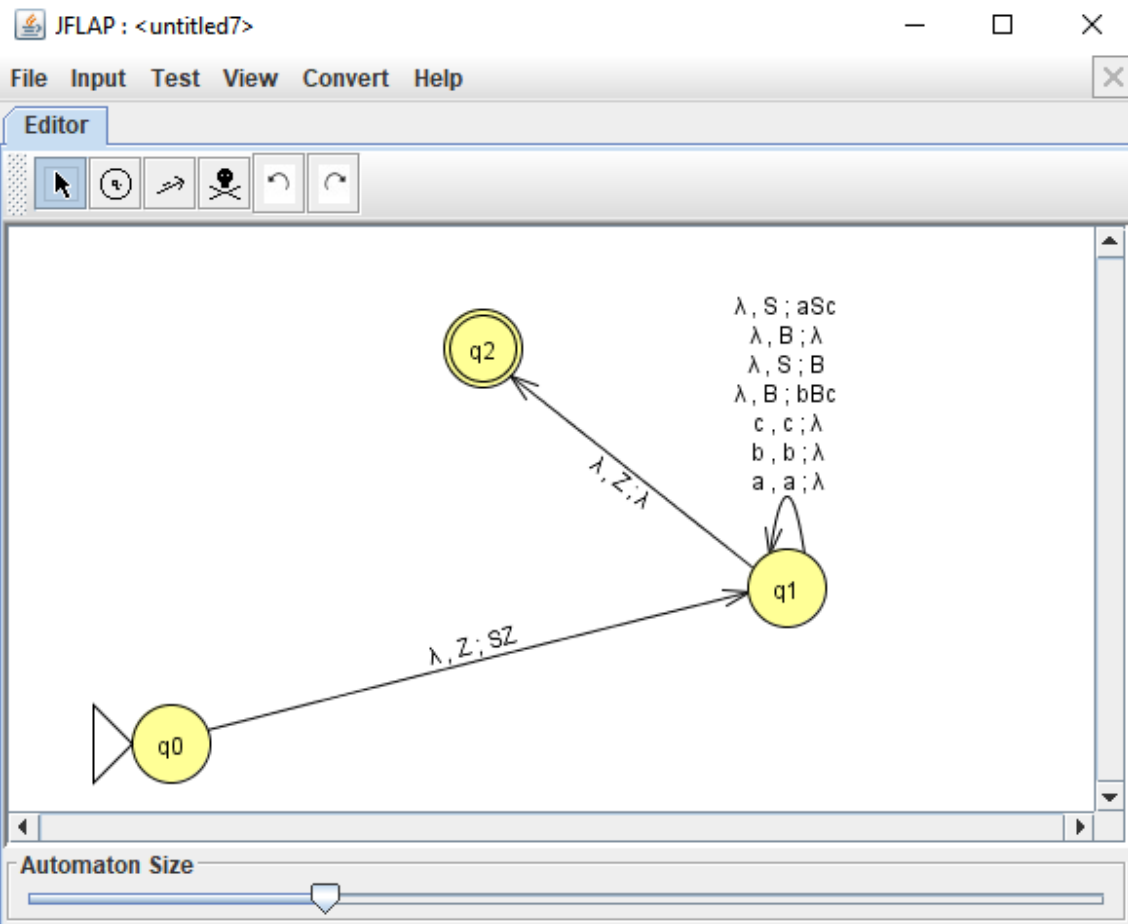 JFLAP : <untitled7>
File Input Test View Convert Help
Editor
λ , S ; aSc
λ , B ; λ
λ , S ; B
λ , B ; bBc
c , c ; λ
b , b ; λ
a , a ; λ
q2
λ , Z ; λ
q1
λ , Z ; SZ
q0
Automaton Size